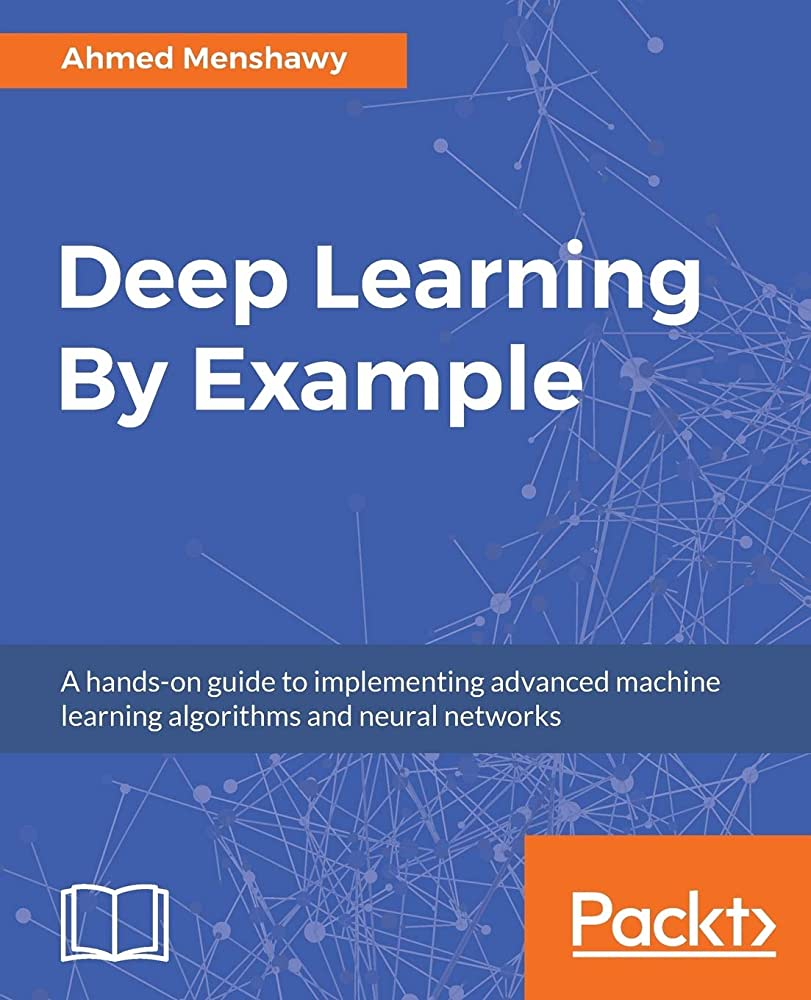 Ahmed Menshawy
Deep Learning
By Example
A hands-on guide to implementing advanced machine
learning algorithms and neural networks
Packt>